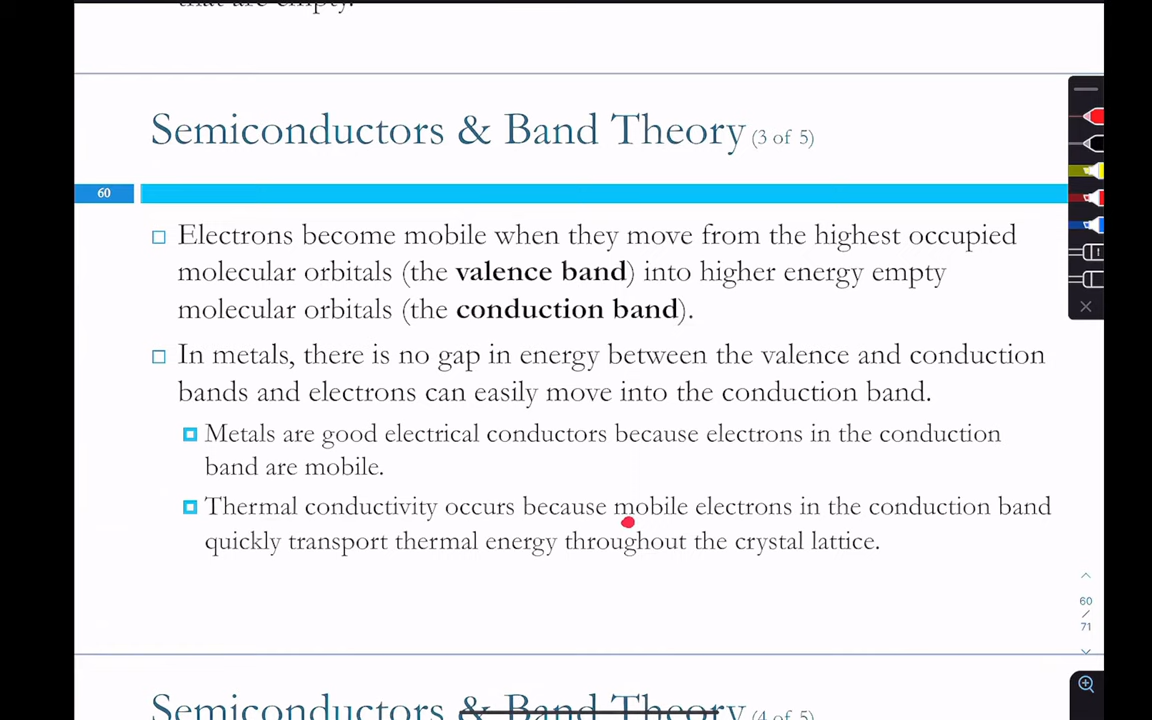 that are empty.
Semiconductors & Band Theory (3 of 5)
60
Electrons become mobile when they move from the highest occupied
molecular orbitals (the valence band) into higher energy empty
molecular orbitals (the conduction band).
In metals, there is no gap in energy between the valence and conduction
bands and electrons can easily move into the conduction band.
Metals are good electrical conductors because electrons in the conduction
band are mobile.
Thermal conductivity occurs because mobile electrons in the conduction band
quickly transport thermal energy throughout the crystal lattice.
60
/
71
Semiconductors & Band Theory (4 of 5)